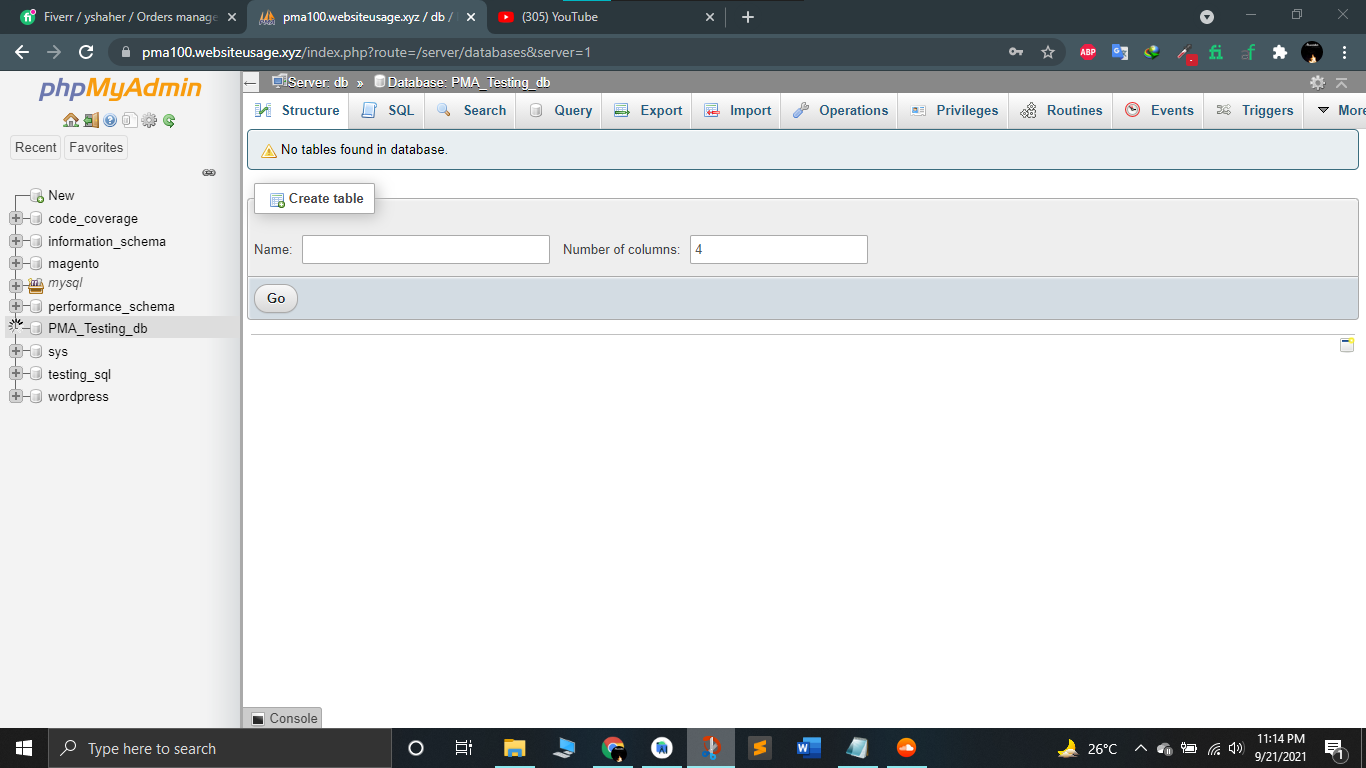 Fiverr / yshaher / Orders manage
pma100.websiteusage.xyz / db /
(305) YouTube
pma100.websiteusage.xyz/index.php?route=/server/databases&server=1
ABP
phpMyAdmin
Recent
Favorites
New
code_coverage
information_schema
magento
mysql
performance_schema
PMA_Testing_db
sys
testing_sql
wordpress
Server: db » Database: PMA_Testing_db
Structure
SQL
Search
Query
Export
Import
Operations
Privileges
Routines
Events
Triggers
More
No tables found in database.
Create table
Name:
Number of columns: 4
Go
Console
Type here to search
26°C
11:14 PM
9/21/2021
1